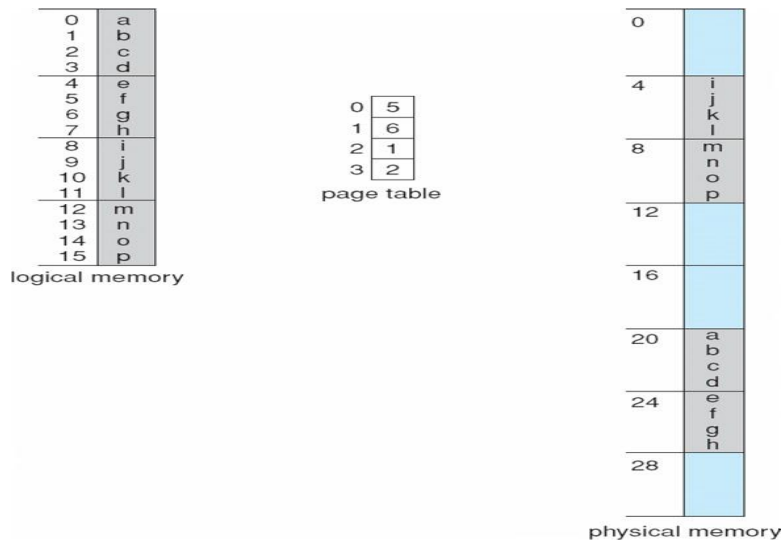 0 a
1 b
2 c
3 d
4 e
5 f
6 g
7 h
8 i
9 j
10 k
11 l
12 m
13 n
14 o
15 p
logical memory
0 5
1 6
2 1
3 2
page table
0
4 i
j
k
l
8 m
n
o
p
12
16
20 a
b
c
d
24 e
f
g
h
28
physical memory